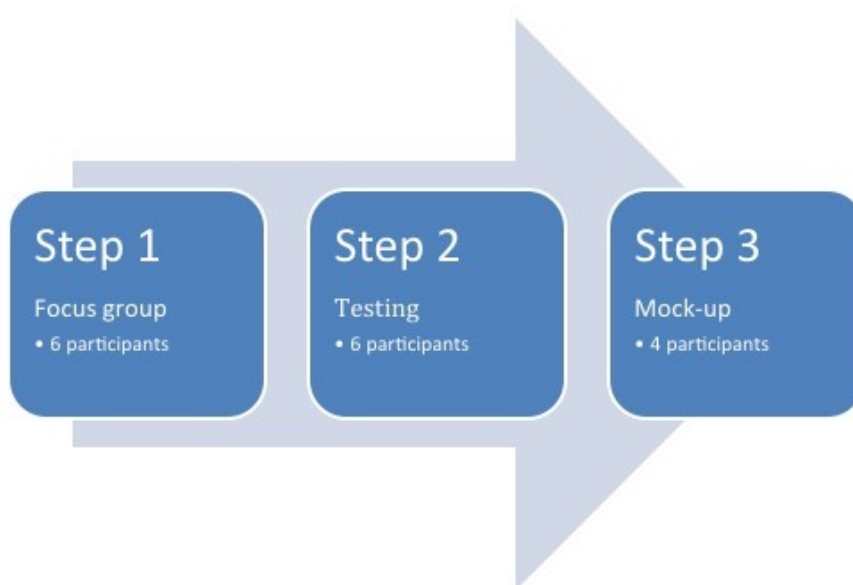 Step 1
Focus group
• 6 participants
Step 2
Testing
• 6 participants
Step 3
Mock-up
• 4 participants